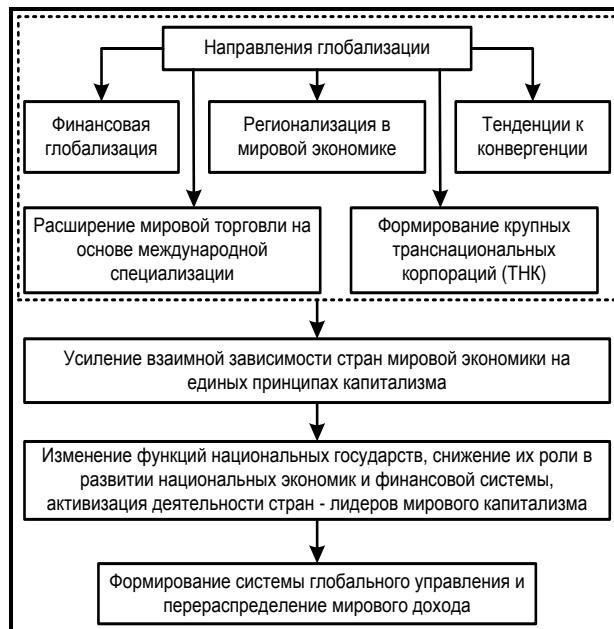 Направления глобализации
Финансовая
глобализация
Регионализация в
мировой экономике
Тенденции к
конвергенции
Расширение мировой торговли на
основе международной
специализации
Формирование крупных
транснациональных
корпораций (ТНК)
Усиление взаимной зависимости стран мировой экономики на
единых принципах капитализма
Изменение функций национальных государств, снижение их роли в
развитии национальных экономик и финансовой системы,
активизация деятельности стран - лидеров мирового капитализма
Формирование системы глобального управления и
перераспределение мирового дохода